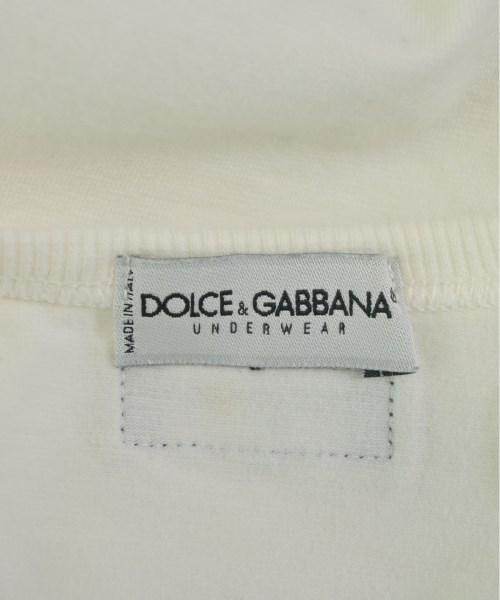 MADE IN ITALY
DOLCE & GABBANA®
UNDERWEAR